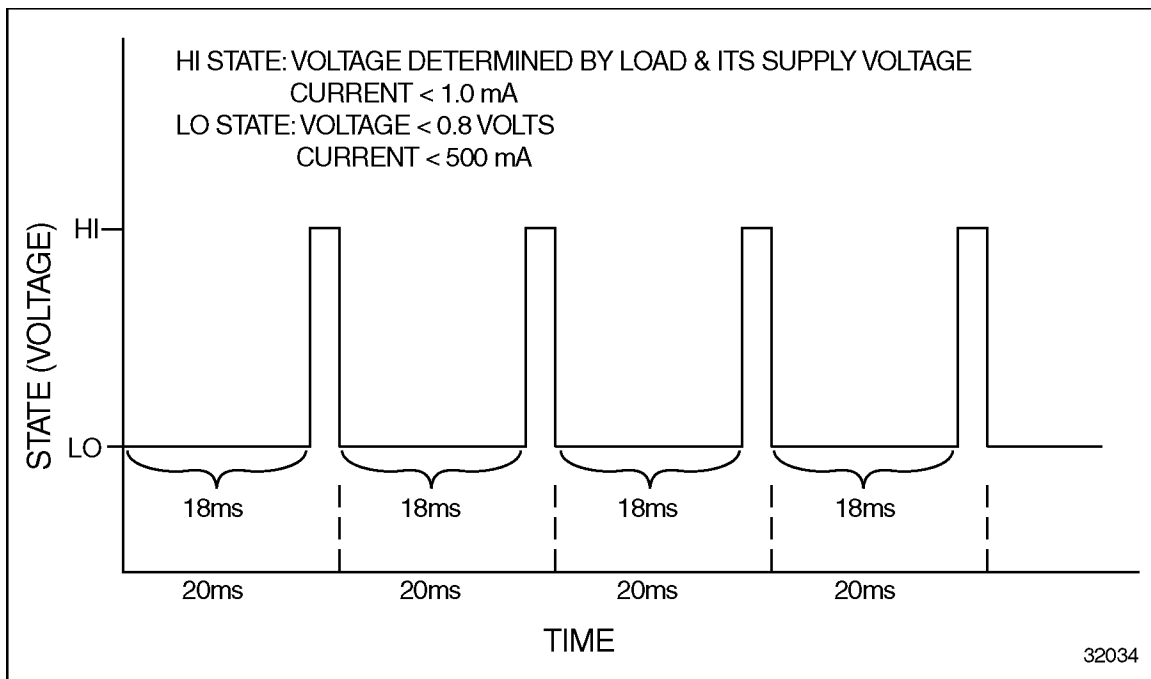 HI STATE: VOLTAGE DETERMINED BY LOAD & ITS SUPPLY VOLTAGE
CURRENT < 1.0 mA
LO STATE: VOLTAGE < 0.8 VOLTS
CURRENT < 500 mA
STATE (VOLTAGE)
HI
LO
18ms 18ms 18ms 18ms
20ms 20ms 20ms 20ms
TIME
32034